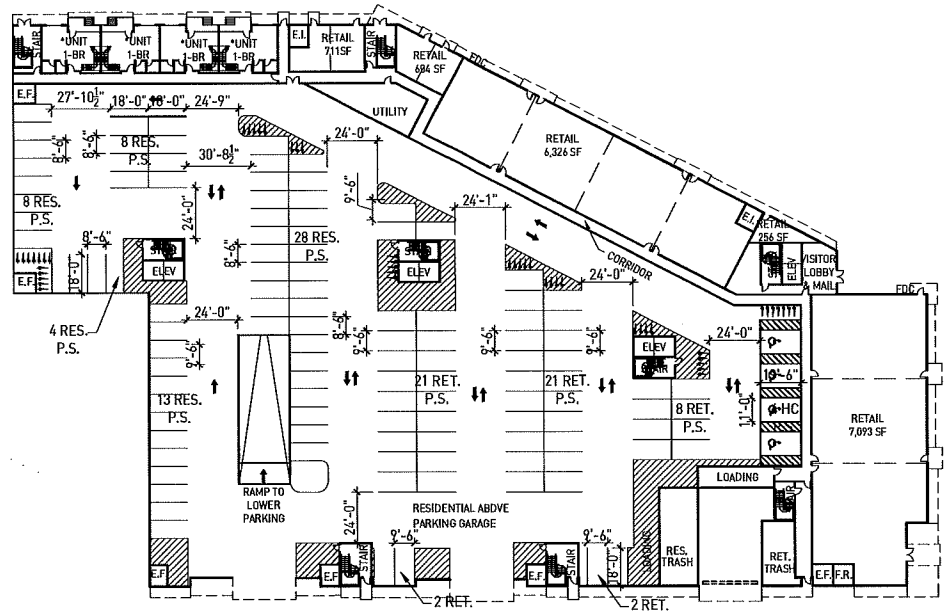 STAIR
*UNIT
1-BR
*UNIT
1-BR
*UNIT
1-BR
*UNIT
1-BR
E.I.
RETAIL
711SF
STAIR
RETAIL
684 SF
FDC
E.F.
27'-10½"
18'-0"
18'-0"
24'-9"
UTILITY
24'-0"
RETAIL
6,326 SF
8'-6"
8'-6"
8 RES.
P.S.
30'-8½"
9'-6"
24'-1"
E.I.
RETAIL
256 SF
8 RES.
P.S.
24'-0"
28 RES.
P.S.
8'-6"
CORRIDOR
VISITOR
LOBBY
& MAIL
ELEV
FDC
8'-6"
18'-0"
E.F.
ELEV
ELEV
24'-0"
4 RES.
P.S.
24'-0"
8'-6"
9'-6"
9'-6"
9'-6"
9'-6"
ELEV
STAIR
24'-0"
19'-6"
13 RES.
P.S.
21 RET.
P.S.
21 RET.
P.S.
8 RET.
P.S.
11'-0"
HC
RETAIL
7,093 SF
LOADING
STAIR
RAMP TO
LOWER
PARKING
24'-0"
RESIDENTIAL ABOVE
PARKING GARAGE
9'-6"
9'-6"
LOADING
18'-0"
RES.
TRASH
RET.
TRASH
E.F.
E.F.
STAIR
E.F.
STAIR
E.F.
F.R.
2 RET.
2 RET.